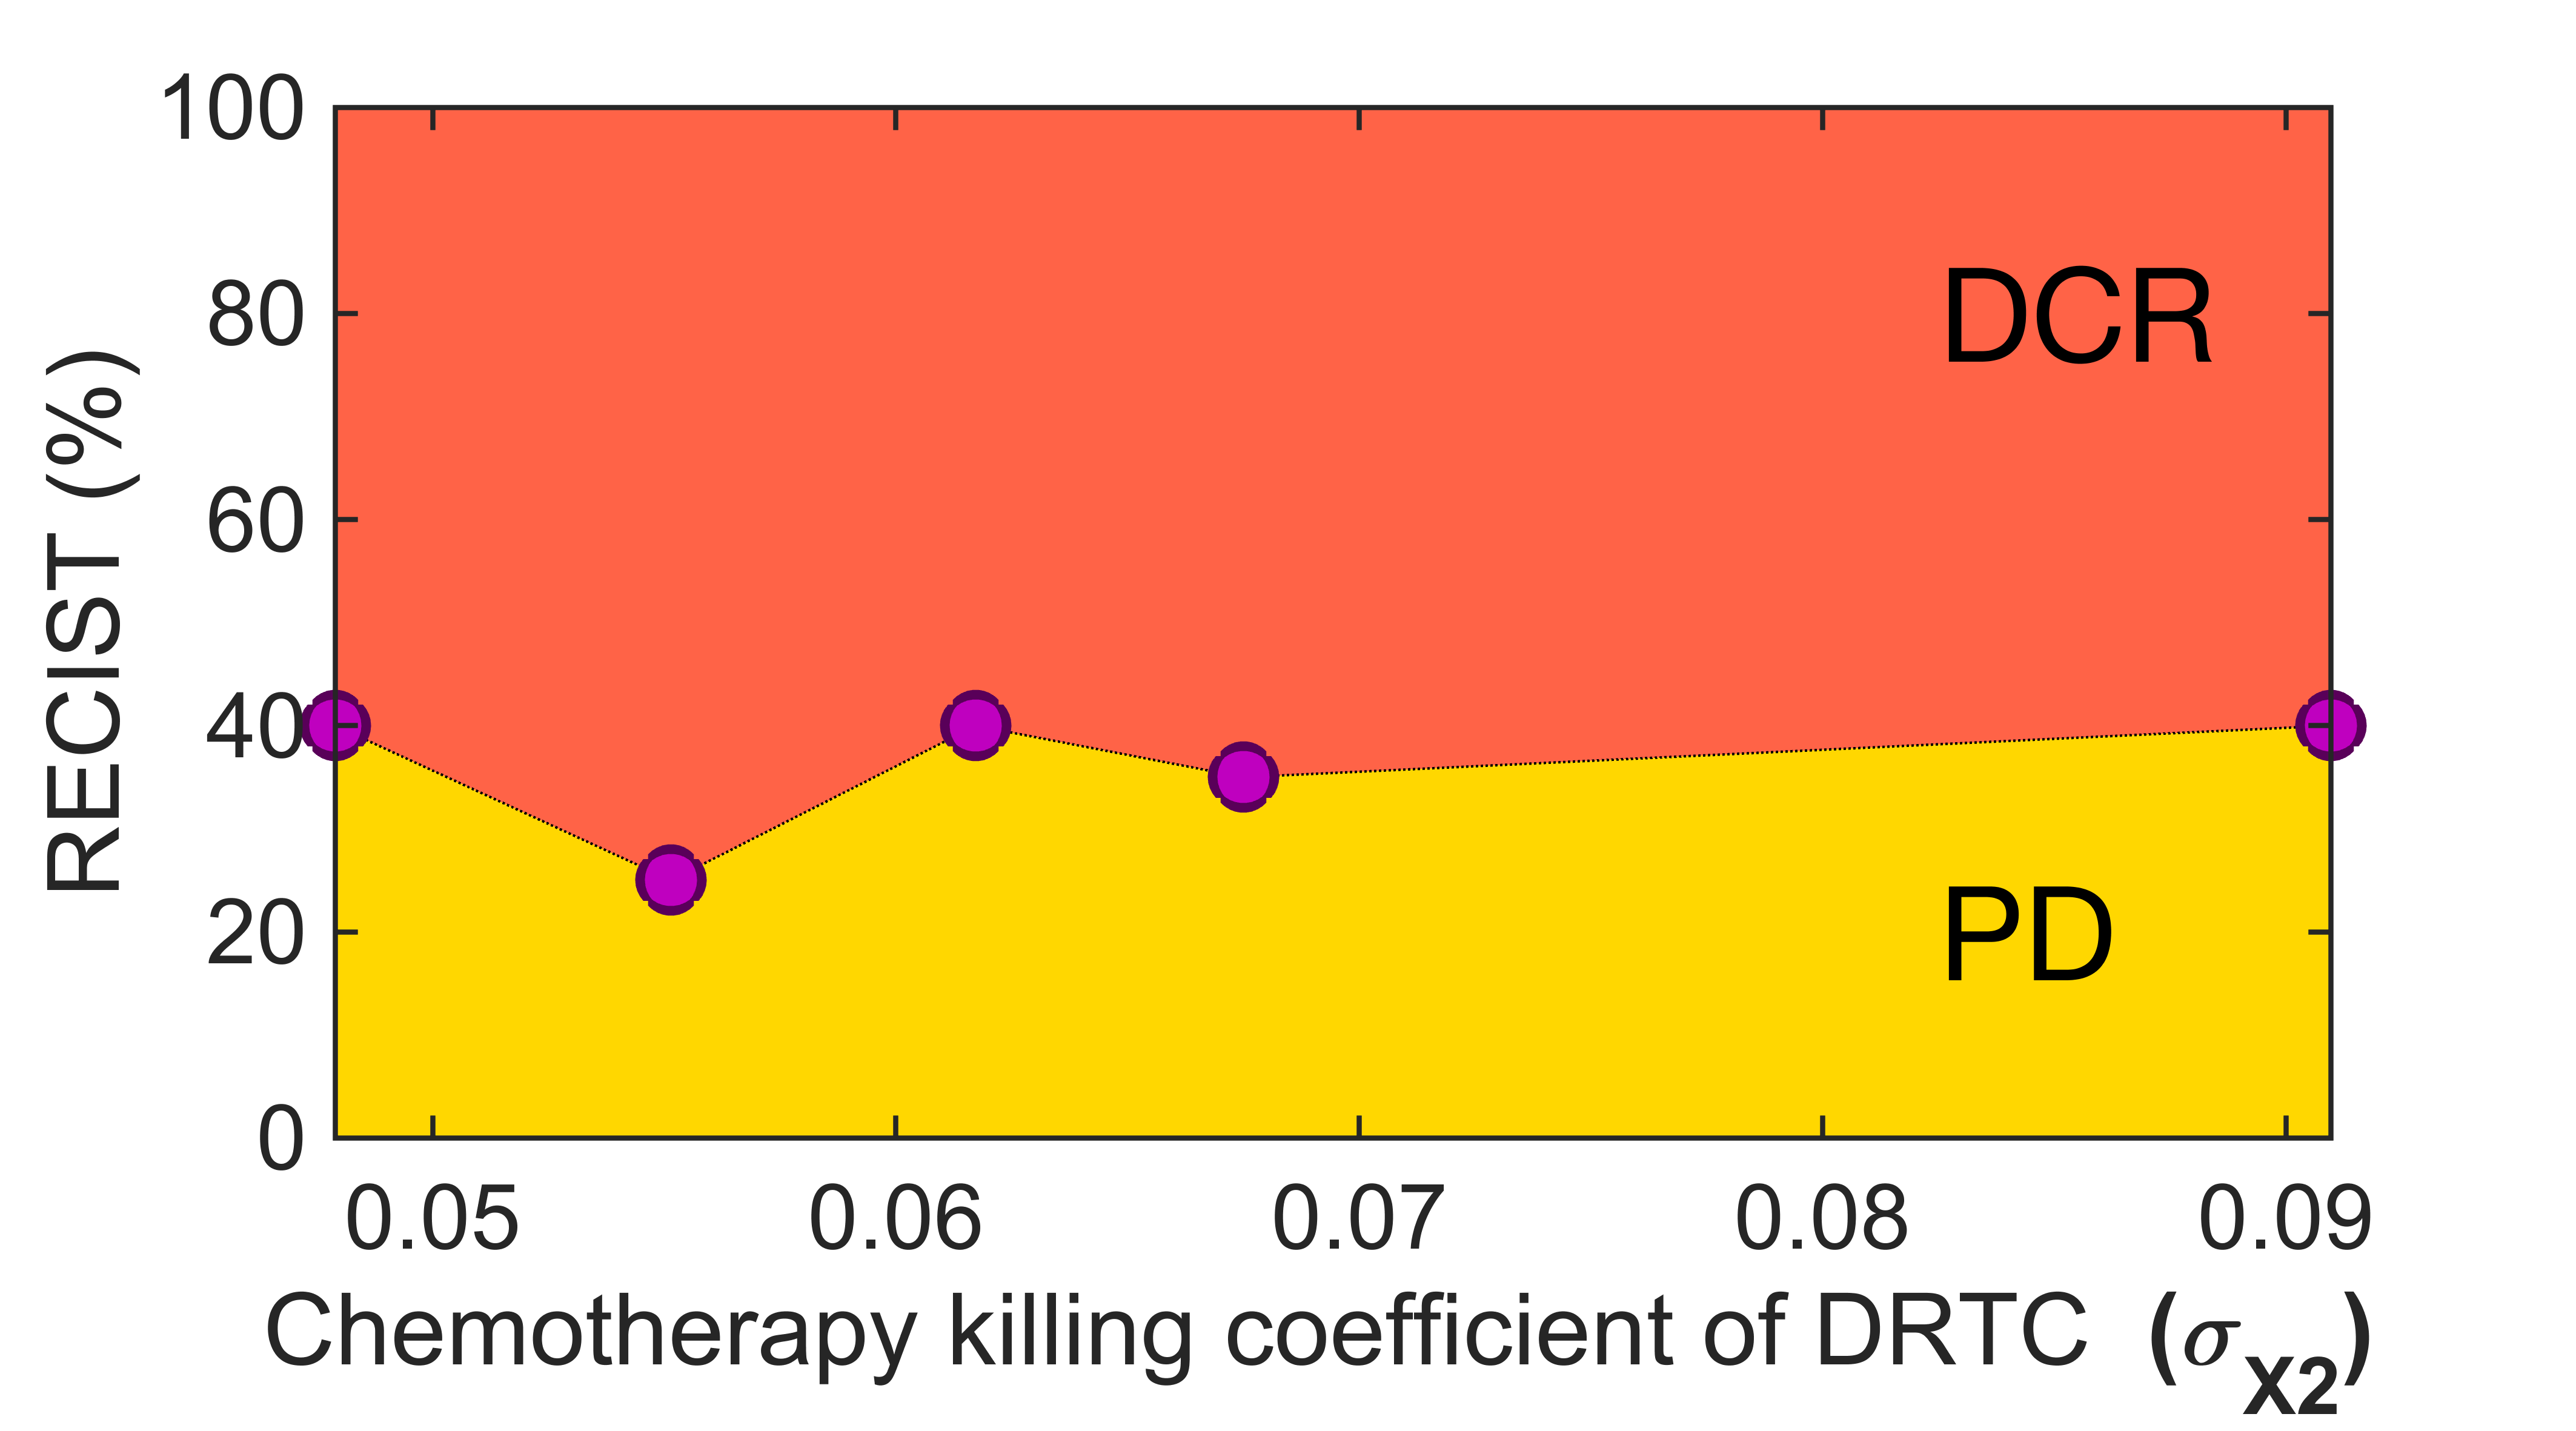 100
80
60
40
20
0
RECIST (%)
DCR
PD
0.05 0.06 0.07 0.08 0.09
Chemotherapy killing coefficient of DRTC (σX2)